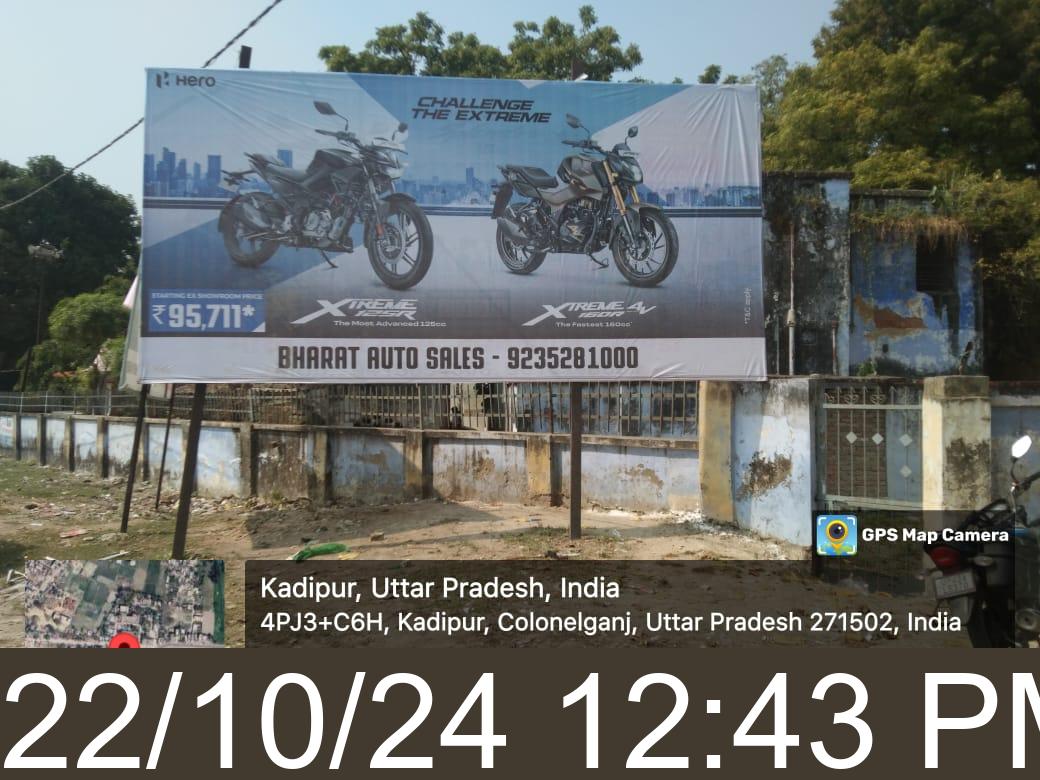 Hero
CHALLENGE
THE EXTREME
STARTING EX SHOWROOM PRICE
₹95,711*
XTREME
125R
The Most Advanced 125cc
XTREME 4V
160R
The Fastest 160cc
*T&C apply
BHARAT AUTO SALES - 9235281000
GPS Map Camera
Kadipur, Uttar Pradesh, India
4PJ3+C6H, Kadipur, Colonelganj, Uttar Pradesh 271502, India
22/10/24 12:43 PM